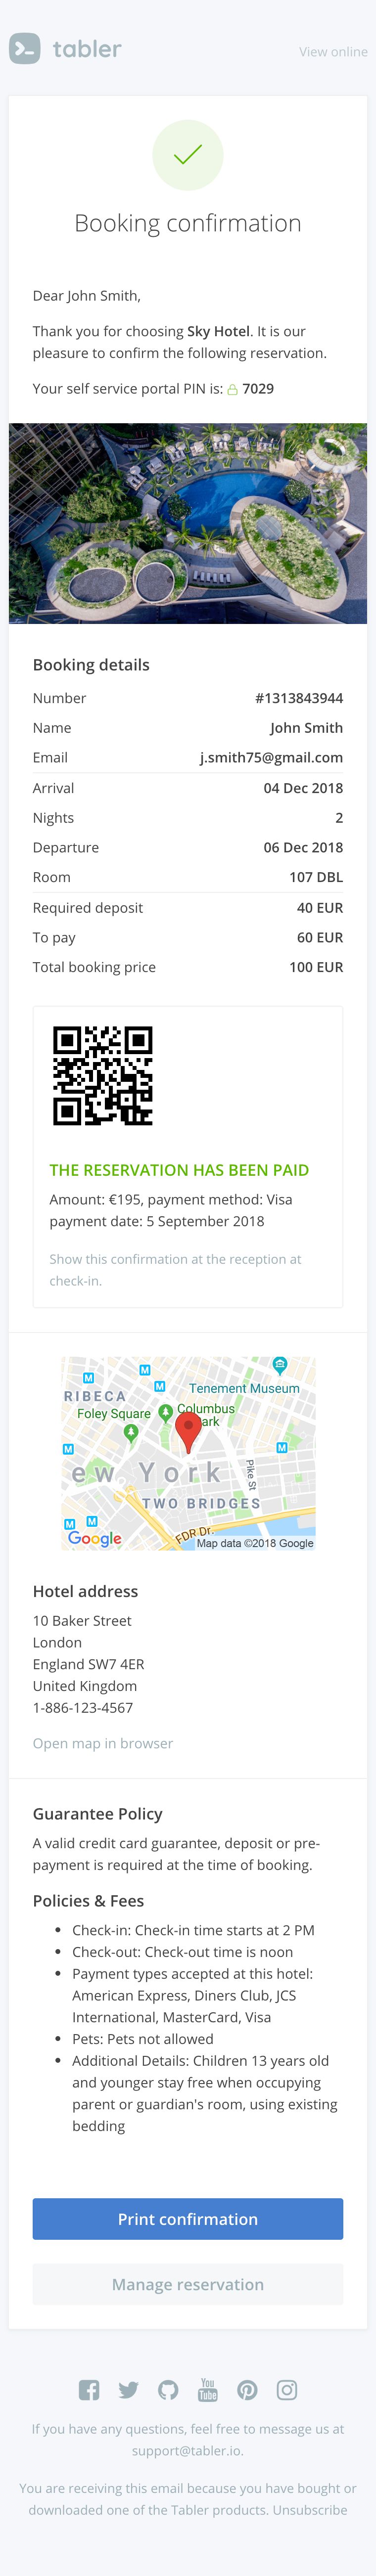 tabler
View online
Booking confirmation
Dear John Smith,
Thank you for choosing Sky Hotel. It is our
pleasure to confirm the following reservation.
Your self service portal PIN is: 7029
Booking details
Number #1313843944
Name John Smith
Email j.smith75@gmail.com
Arrival 04 Dec 2018
Nights 2
Departure 06 Dec 2018
Room 107 DBL
Required deposit 40 EUR
To pay 60 EUR
Total booking price 100 EUR
THE RESERVATION HAS BEEN PAID
Amount: €195, payment method: Visa
payment date: 5 September 2018
Show this confirmation at the reception at
check-in.
M
M
M
Tenement Museum
RIBECA
Foley Square
Columbus
ark
M
M
ew York
Pike St
TWO BRIDGES
M
M
FDR Dr.
Google
Map data ©2018 Google
Hotel address
10 Baker Street
London
England SW7 4ER
United Kingdom
1-886-123-4567
Open map in browser
Guarantee Policy
A valid credit card guarantee, deposit or pre-
payment is required at the time of booking.
Policies & Fees
• Check-in: Check-in time starts at 2 PM
• Check-out: Check-out time is noon
• Payment types accepted at this hotel:
American Express, Diners Club, JCS
International, MasterCard, Visa
• Pets: Pets not allowed
• Additional Details: Children 13 years old
and younger stay free when occupying
parent or guardian's room, using existing
bedding
Print confirmation
Manage reservation
You
Tube
If you have any questions, feel free to message us at
support@tabler.io.
You are receiving this email because you have bought or
downloaded one of the Tabler products. Unsubscribe